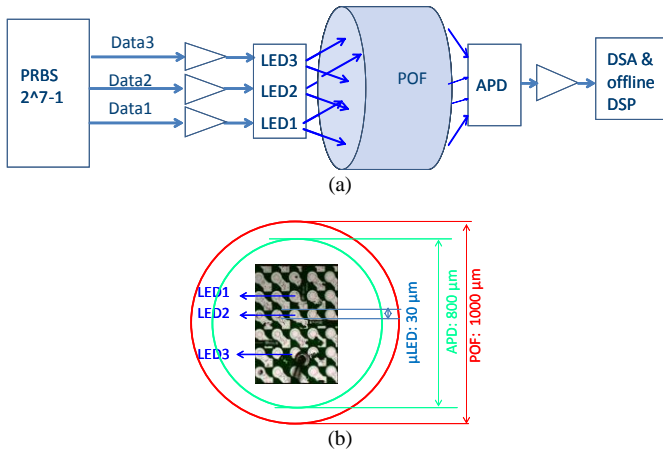 PRBS
2^7-1
Data3
Data2
Data1
LED3
LED2
LED1
POF
APD
DSA &
offline
DSP
(a)
LED1
LED2
LED3
µLED: 30 µm
APD: 800 µm
POF: 1000 µm
(b)